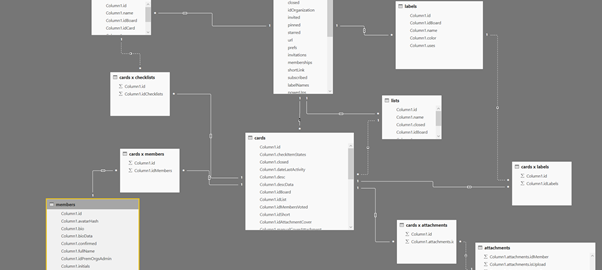 Column1.id
Column1.name
Column1.idBoard
Column1.idCard
closed
idOrganization
invited
pinned
starred
url
prefs
invitations
memberships
shortLink
subscribed
labelNames
powerUps
labels
Column1.id
Column1.idBoard
Column1.name
Column1.color
Column1.uses
cards x checklists
Column1.id
Column1.idChecklists
lists
Column1.id
Column1.name
Column1.closed
Column1.idBoard
cards
Column1.id
Column1.checkItemStates
Column1.closed
Column1.dateLastActivity
Column1.desc
Column1.descData
Column1.idBoard
Column1.idList
Column1.idMembersVoted
Column1.idShort
Column1.idAttachmentCover
cards x members
Column1.id
Column1.idMembers
cards x labels
Column1.id
Column1.idLabels
members
Column1.id
Column1.avatarHash
Column1.bio
Column1.bioData
Column1.confirmed
Column1.fullName
Column1.idPremOrgsAdmin
Column1.initials
cards x attachments
Column1.id
Column1.attachments.ic
attachments
Column1.attachments.idMember
Column1.attachments.isUpload